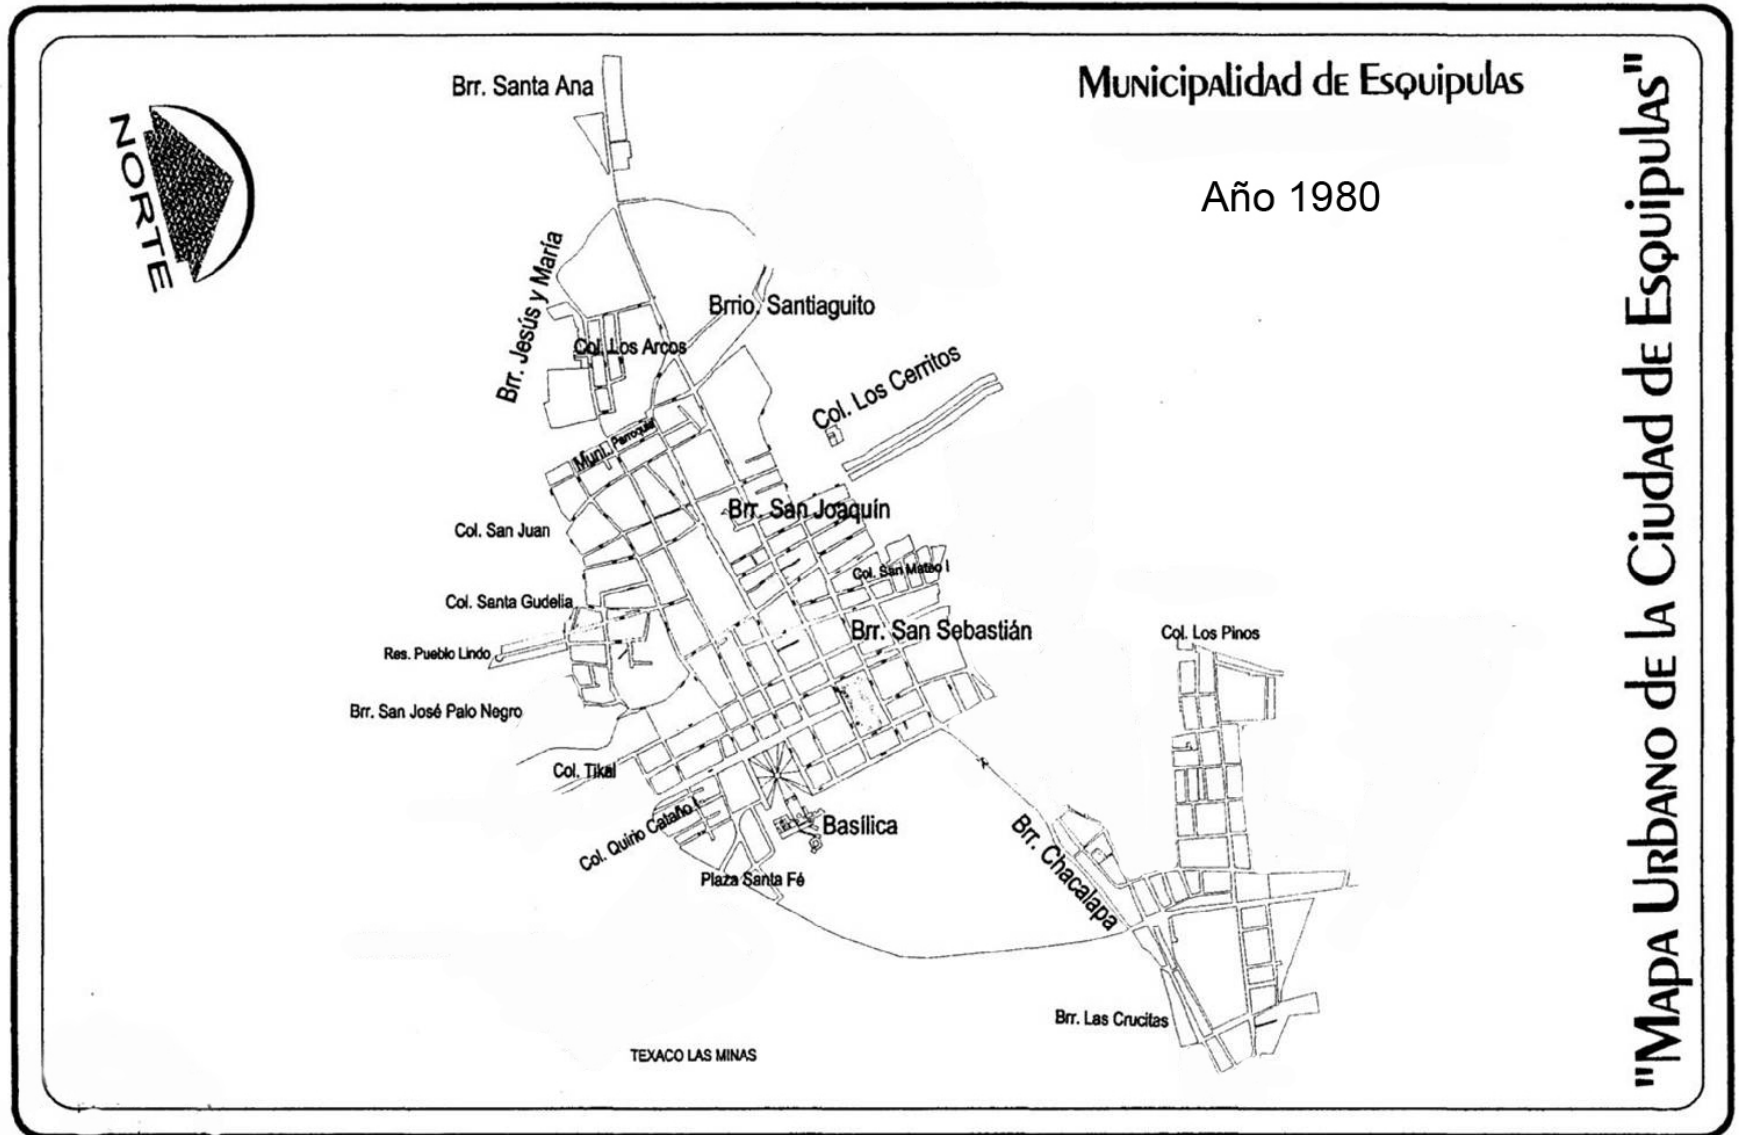 Municipalidad de Esquipulas
Año 1980
"Mapa Urbano de la Ciudad de Esquipulas"
NORTE
Brr. Santa Ana
Brr. Jesús y María
Brrio. Santiaguito
Col. Los Arcos
Col. Los Cerritos
Muni.
Parroquia
Brr. San Joaquín
Col. San Juan
Col. San Mateo I
Col. Santa Gudelia
Brr. San Sebastián
Col. Los Pinos
Res. Pueblo Lindo
Brr. San José Palo Negro
Col. Tikal
Col. Quirio Cataño I
Basílica
Brr. Chacalapa
Plaza Santa Fé
Brr. Las Crucitas
TEXACO LAS MINAS